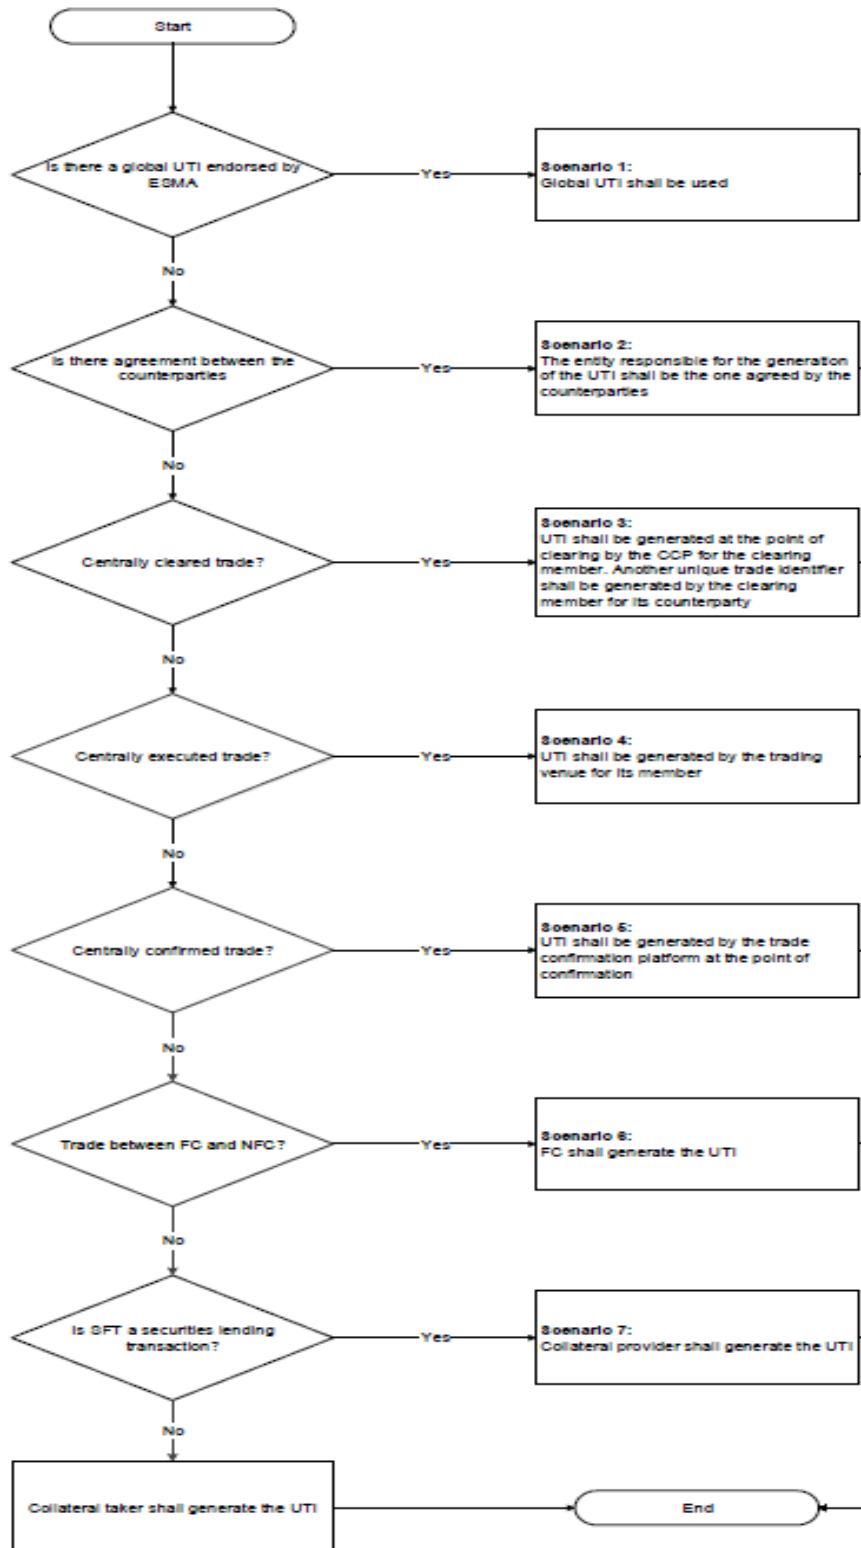 Start
Is there a global UTI endorsed by
ESMA
Yes
Scenario 1:
Global UTI shall be used
No
Is there agreement between the
counterparties
Yes
Scenario 2:
The entity responsible for the generation
of the UTI shall be the one agreed by the
counterparties
No
Centrally cleared trade?
Yes
Scenario 3:
UTI shall be generated at the point of
clearing by the CCP for the clearing
member. Another unique trade identifier
shall be generated by the clearing
member for its counterparty
No
Centrally executed trade?
Yes
Scenario 4:
UTI shall be generated by the trading
venue for its member
No
Centrally confirmed trade?
Yes
Scenario 5:
UTI shall be generated by the trade
confirmation platform at the point of
confirmation
No
Trade between FC and NFC?
Yes
Scenario 6:
FC shall generate the UTI
No
Is SFT a securities lending
transaction?
Yes
Scenario 7:
Collateral provider shall generate the UTI
No
Collateral taker shall generate the UTI
End